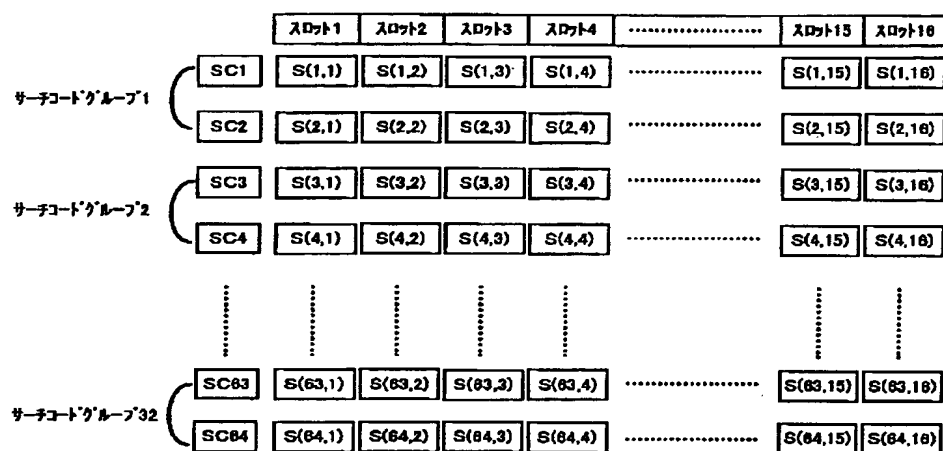 スロット1 スロット2 スロット3 スロット4 ……………… スロット15 スロット16
SC1 S(1,1) S(1,2) S(1,3) S(1,4) ……………… S(1,15) S(1,16)
サーチコードグループ1
SC2 S(2,1) S(2,2) S(2,3) S(2,4) ……………… S(2,15) S(2,16)
SC3 S(3,1) S(3,2) S(3,3) S(3,4) ……………… S(3,15) S(3,16)
サーチコードグループ2
SC4 S(4,1) S(4,2) S(4,3) S(4,4) ……………… S(4,15) S(4,16)
SC63 S(63,1) S(63,2) S(63,3) S(63,4) ……………… S(63,15) S(63,16)
サーチコードグループ32
SC64 S(64,1) S(64,2) S(64,3) S(64,4) ……………… S(64,15) S(64,16)